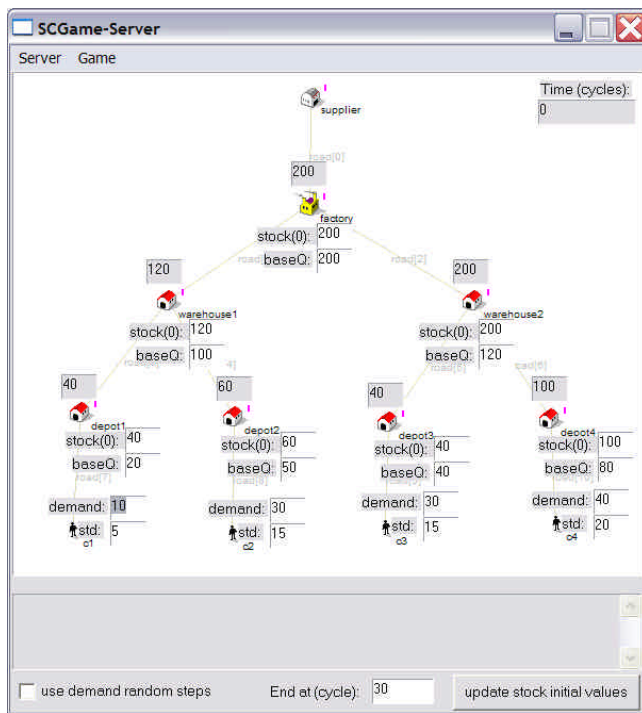 SCGame-Server
Server Game
Time (cycles):
0
supplier
road[0]
200
factory
stock(0): 200
baseQ: 200
road[2]
120
200
warehouse1
warehouse2
stock(0): 120
stock(0): 200
baseQ: 100
baseQ: 120
4]
road[5]
oad[6]
40
60
40
100
depot1
depot2
depot3
depot4
stock(0): 40
stock(0): 60
stock(0): 40
stock(0): 100
baseQ: 20
baseQ: 50
baseQ: 40
baseQ: 80
road[7]
demand: 10
demand: 30
demand: 30
demand: 40
std: 5
std: 15
std: 15
std: 20
c1
c2
c3
c4
use demand random steps
End at (cycle): 30
update stock initial values